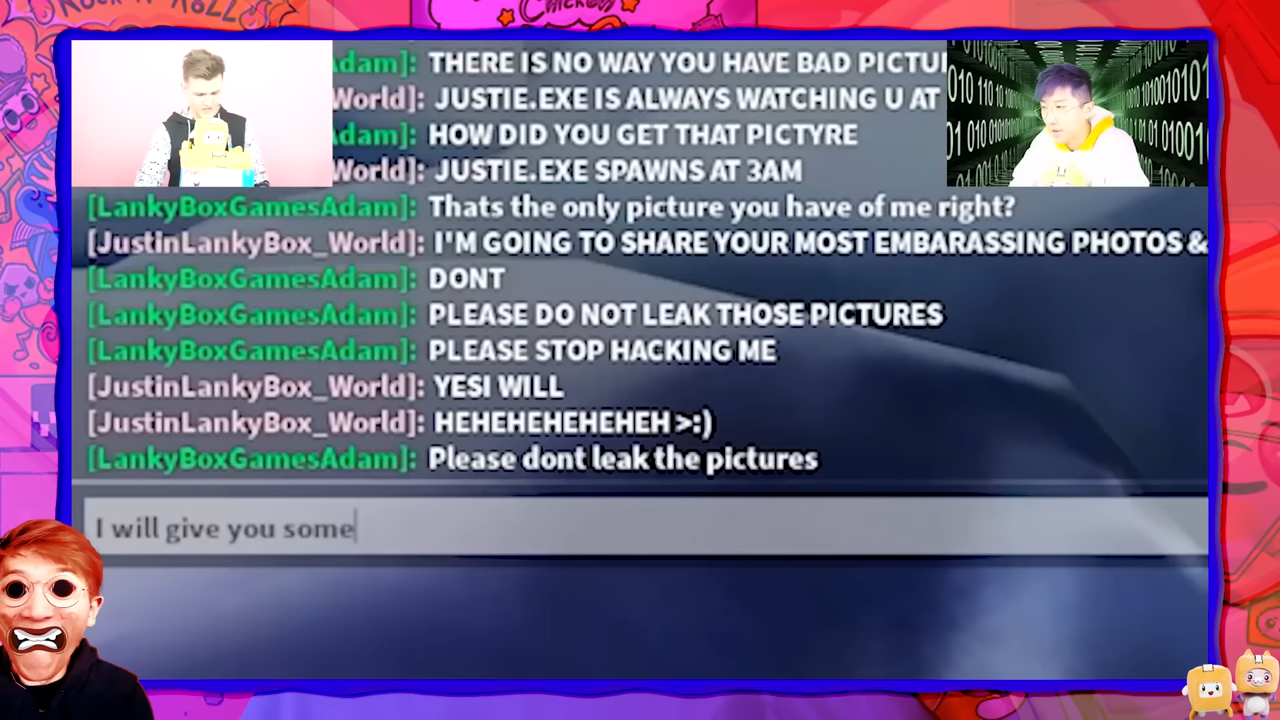 ROCK N' ROLL
CHICKEN
Adam]: THERE IS NO WAY YOU HAVE BAD
World]: JUSTIE.EXE IS ALWAYS WATCHING U AT
Adam]: HOW DID YOU GET THAT PICTYRE
World]: JUSTIE.EXE SPAWNS AT 3AM
[LankyBoxGamesAdam]: Thats the only picture you have of me right?
[JustinLankyBox_World]: I'M GOING TO SHARE YOUR MOST EMBARASSING PHOTOS &
[LankyBoxGamesAdam]: DONT
[LankyBoxGamesAdam]: PLEASE DO NOT LEAK THOSE PICTURES
[LankyBoxGamesAdam]: PLEASE STOP HACKING ME
[JustinLankyBox_World]: YESI WILL
[JustinLankyBox_World]: HEHEHEHEHEHEH >:)
[LankyBoxGamesAdam]: Please dont leak the pictures
I will give you some